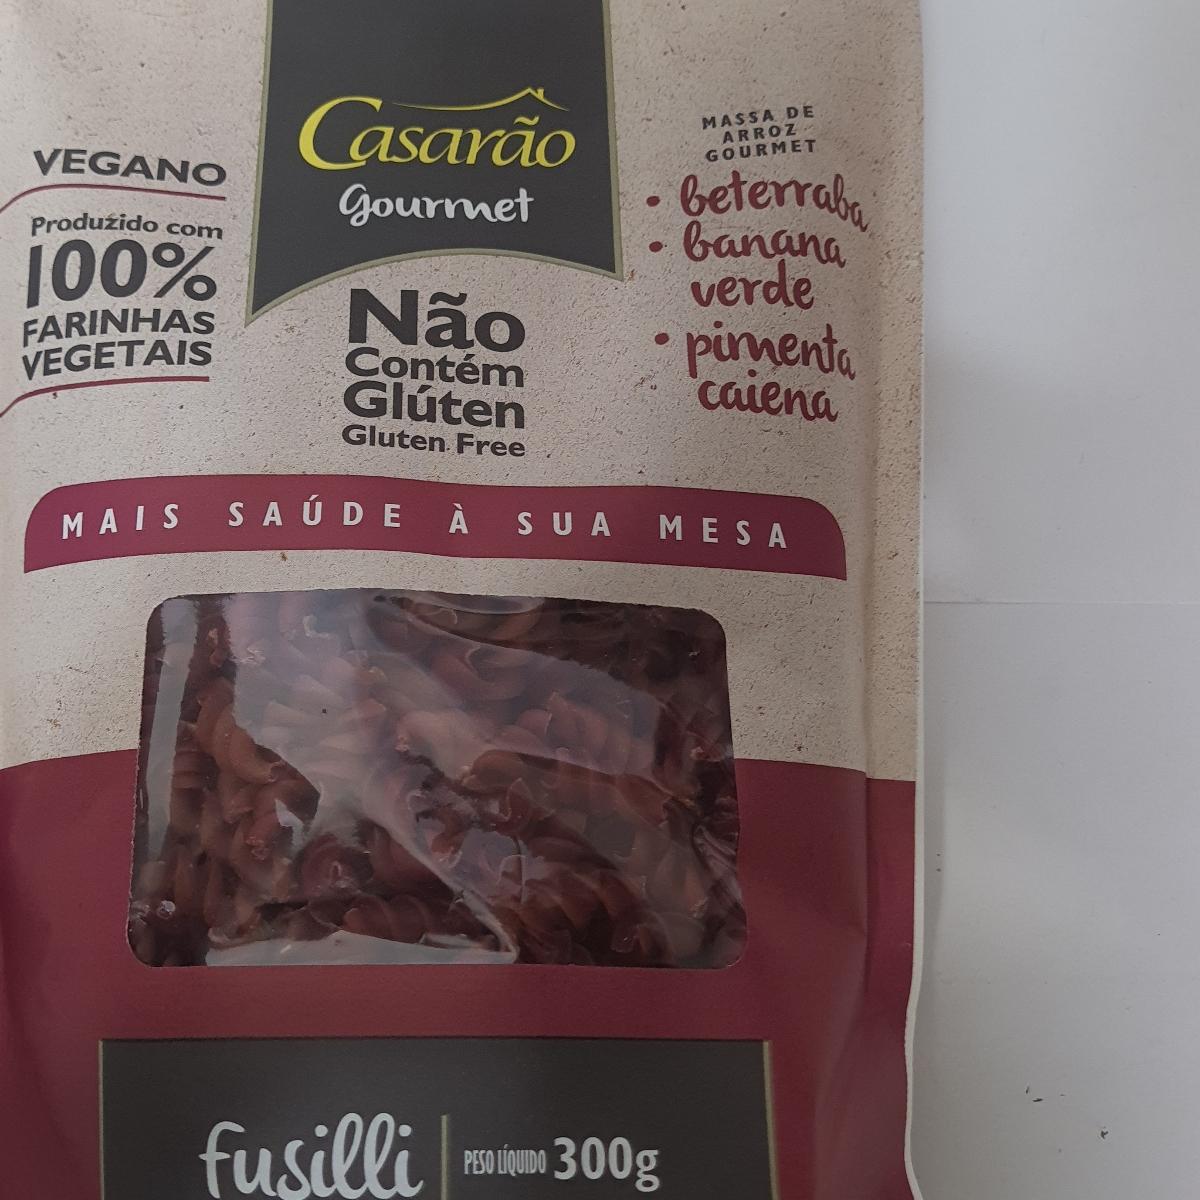 Casarão
Gourmet
VEGANO
Produzido com
100%
FARINHAS
VEGETAIS
Não
Contém
Glúten
Gluten Free
MASSA DE
ARROZ
GOURMET
• beterraba
• banana
verde
• pimenta
caiena
MAIS SAÚDE À SUA MESA
fusilli
PESO LÍQUIDO 300g